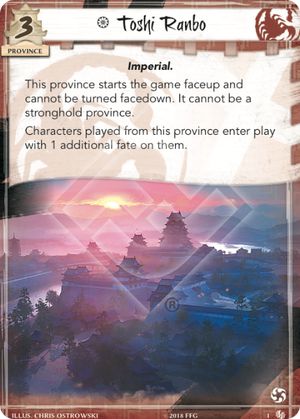 3
Toshi Ranbo
PROVINCE
Imperial.
This province starts the game faceup and
cannot be turned facedown. It cannot be a
stronghold province.
Characters played from this province enter play
with 1 additional fate on them.
®
ILLUS. CHRIS OSTROWSKI
© 2018 FFG
1